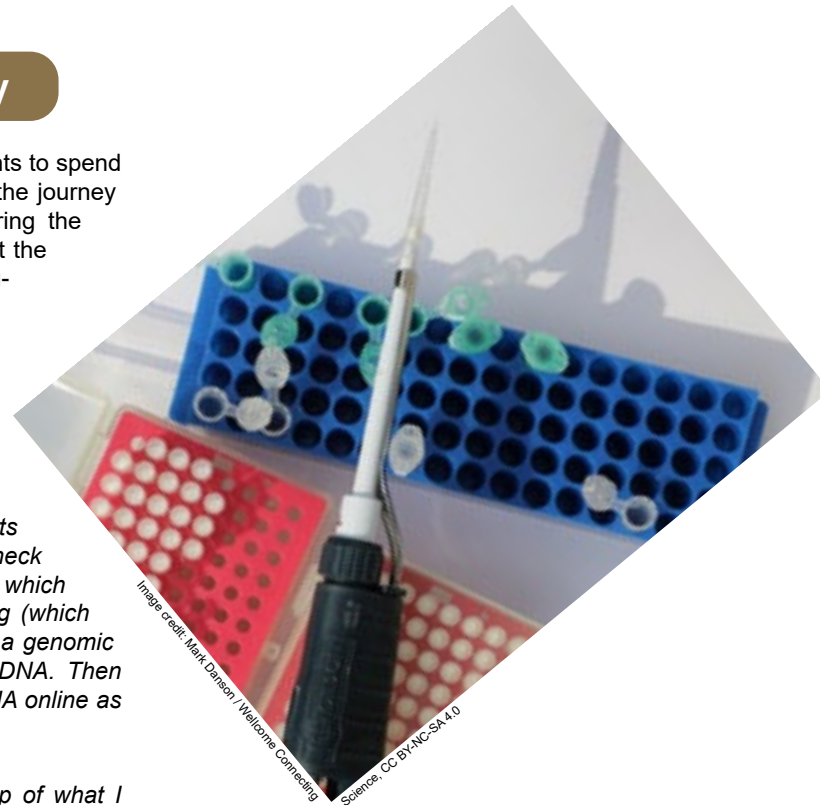 y
nts to spend
the journey
ring the
t the
-
ts
heck
which
g (which
a genomic
DNA. Then
NA online as
p of what I
Image credit: Mark Danson / Wellcome Connecting
Science, CC BY-NC-SA 4.0